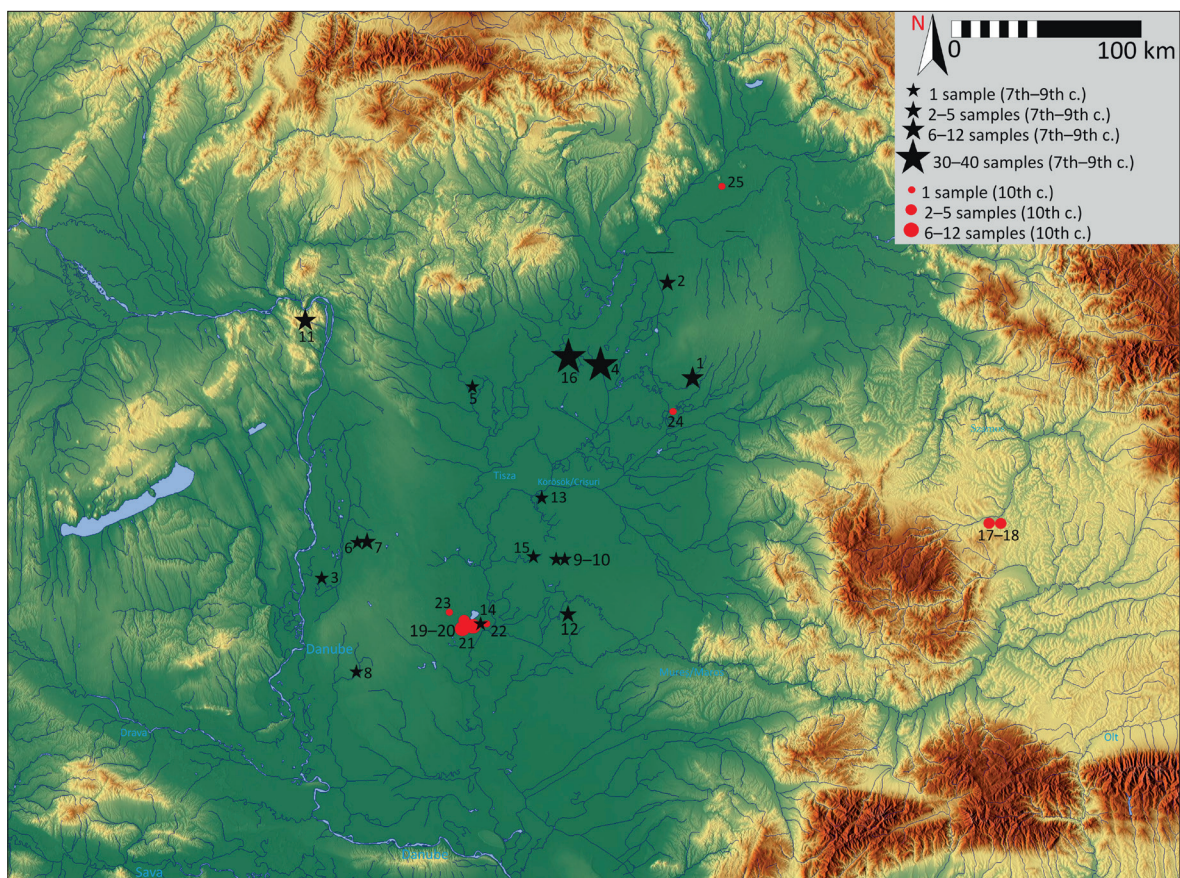 N
0
100 km
1 sample (7th–9th c.)
2–5 samples (7th–9th c.)
6–12 samples (7th–9th c.)
30–40 samples (7th–9th c.)
1 sample (10th c.)
2–5 samples (10th c.)
6–12 samples (10th c.)
25
2
11
16
4
1
5
24
Tisza
Körösök/Crisuri
13
17–18
6
7
15
9–10
3
23
14
12
19–20
22
21
Danube
8
Drava
Olt
Danube
Sava